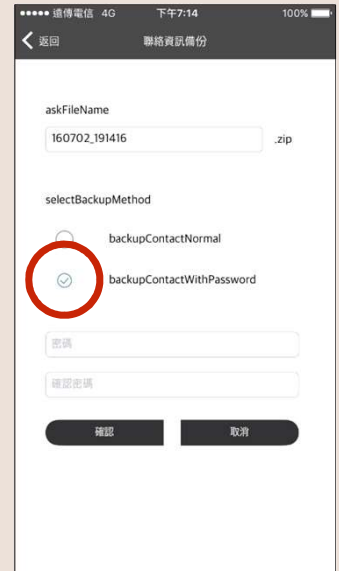 遠傳電信 4G 下午7:14 100%
返回 聯絡資訊備份
askFileName
160702_191416 .zip
selectBackupMethod
backupContactNormal
backupContactWithPassword
密碼
確認密碼
確認 取消